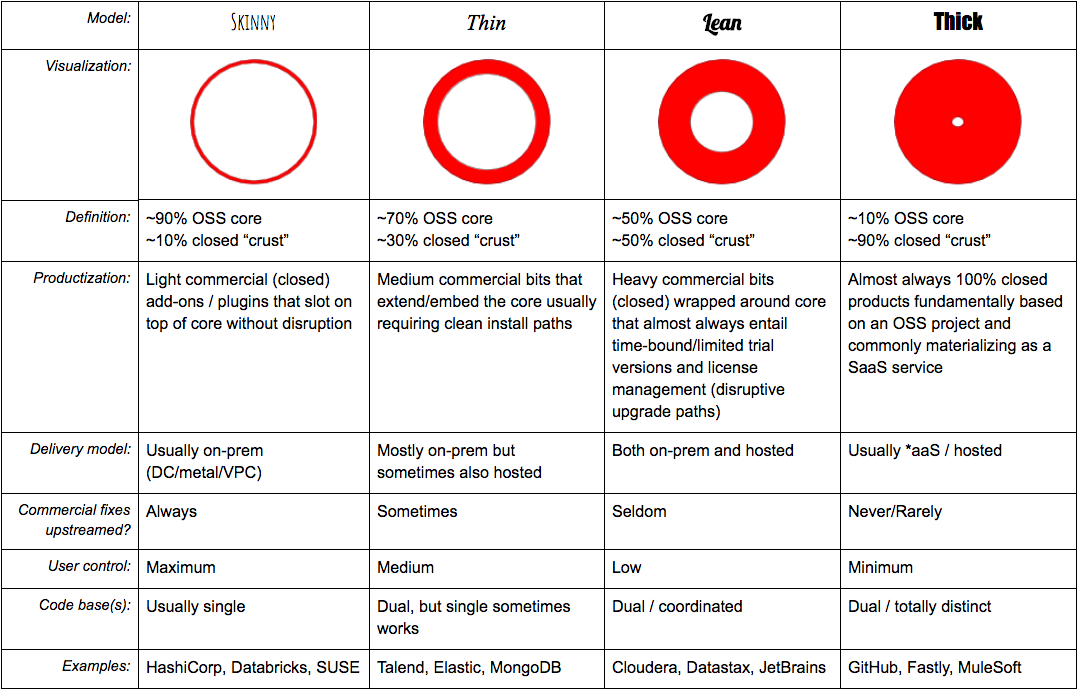 Model:
Skinny
Thin
Lean
Thick
Visualization:
Definition:
~90% OSS core
~10% closed “crust”
~70% OSS core
~30% closed “crust”
~50% OSS core
~50% closed “crust”
~10% OSS core
~90% closed “crust”
Productization:
Light commercial (closed)
add-ons / plugins that slot on
top of core without disruption
Medium commercial bits that
extend/embed the core usually
requiring clean install paths
Heavy commercial bits
(closed) wrapped around core
that almost always entail
time-bound/limited trial
versions and license
management (disruptive
upgrade paths)
Almost always 100% closed
products fundamentally based
on an OSS project and
commonly materializing as a
SaaS service
Delivery model:
Usually on-prem
(DC/metal/VPC)
Mostly on-prem but
sometimes also hosted
Both on-prem and hosted
Usually *aaS / hosted
Commercial fixes
upstreamed?
Always
Sometimes
Seldom
Never/Rarely
User control:
Maximum
Medium
Low
Minimum
Code base(s):
Usually single
Dual, but single sometimes
works
Dual / coordinated
Dual / totally distinct
Examples:
HashiCorp, Databricks, SUSE
Talend, Elastic, MongoDB
Cloudera, Datastax, JetBrains
GitHub, Fastly, MuleSoft